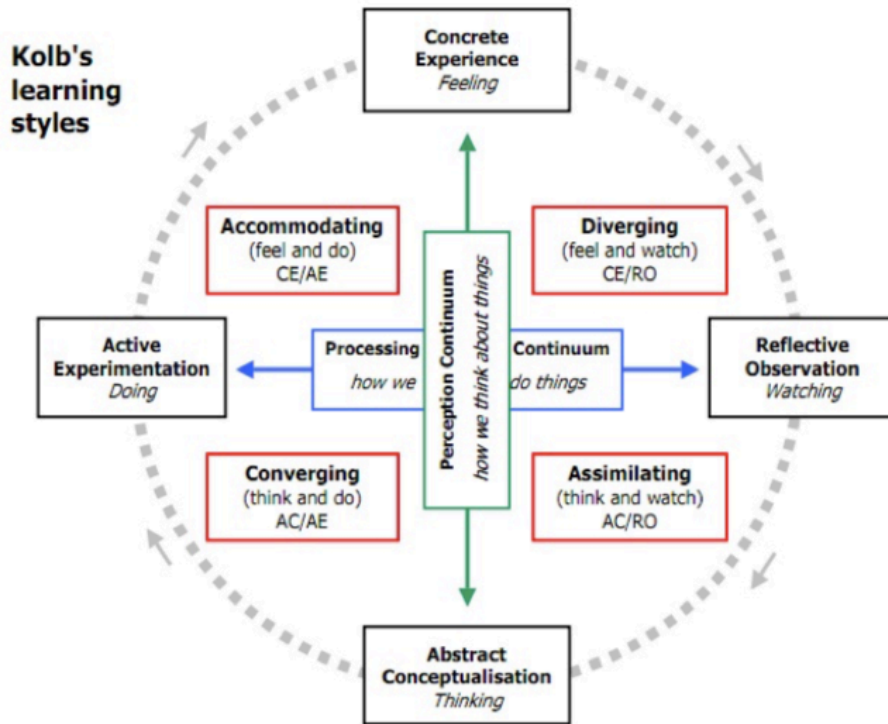 Kolb's
learning
styles
Concrete
Experience
Feeling
Accommodating
(feel and do)
CE/AE
Diverging
(feel and watch)
CE/RO
Active
Experimentation
Doing
Processing Continuum
how we do things
Perception Continuum
how we think about things
Reflective
Observation
Watching
Converging
(think and do)
AC/AE
Assimilating
(think and watch)
AC/RO
Abstract
Conceptualisation
Thinking